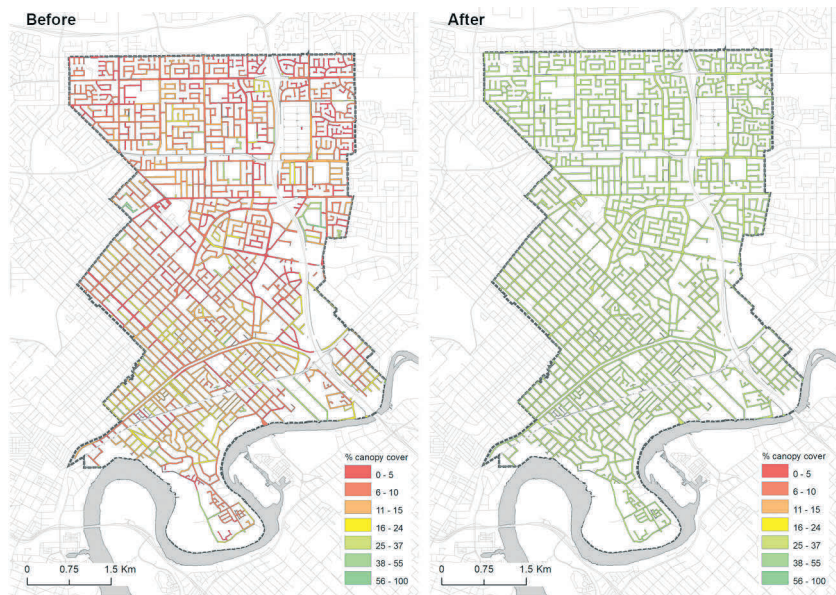 Before
% canopy cover
0 - 5
6 - 10
11 - 15
16 - 24
25 - 37
38 - 55
56 - 100
0 0.75 1.5 Km
After
% canopy cover
0 - 5
6 - 10
11 - 15
16 - 24
25 - 37
38 - 55
56 - 100
0 0.75 1.5 Km